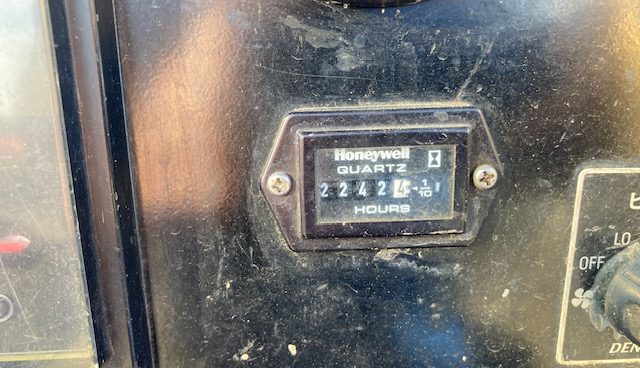 Honeywell
QUARTZ
22424 1/10
HOURS
LO
OFF